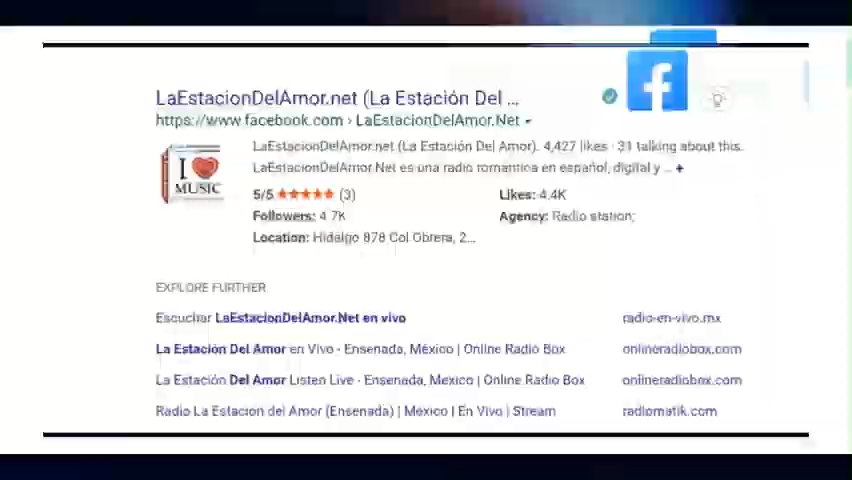 LaEstacionDelAmor.net (La Estación Del ...
https://www.facebook.com › LaEstacionDelAmor.Net
LaEstacionDelAmor.net (La Estación Del Amor). 4,427 likes · 31 talking about this.
LaEstacionDelAmor.Net es una radio romantica en español, digital y ... +
I
MUSIC
5/5 ★★★★★ (3)
Likes: 4.4K
Followers: 4.7K
Agency: Radio station;
Location: Hidalgo 878 Col Obrera, 2...
EXPLORE FURTHER
Escuchar LaEstacionDelAmor.Net en vivo radio-en-vivo.mx
La Estación Del Amor en Vivo - Ensenada, México | Online Radio Box onlineradiobox.com
La Estación Del Amor Listen Live - Ensenada, Mexico | Online Radio Box onlineradiobox.com
Radio La Estacion del Amor (Ensenada) | Mexico | En Vivo | Stream radiomatik.com